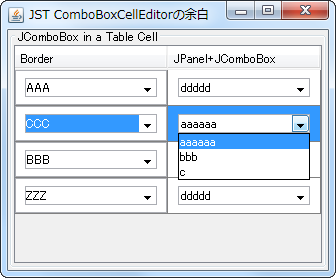 JST ComboBoxCellEditorの余白
JComboBox in a Table Cell
Border JPanel+JComboBox
AAA ddddd
CCC aaaaaa
aaaaaa
BBB bbb
c
ZZZ ddddd